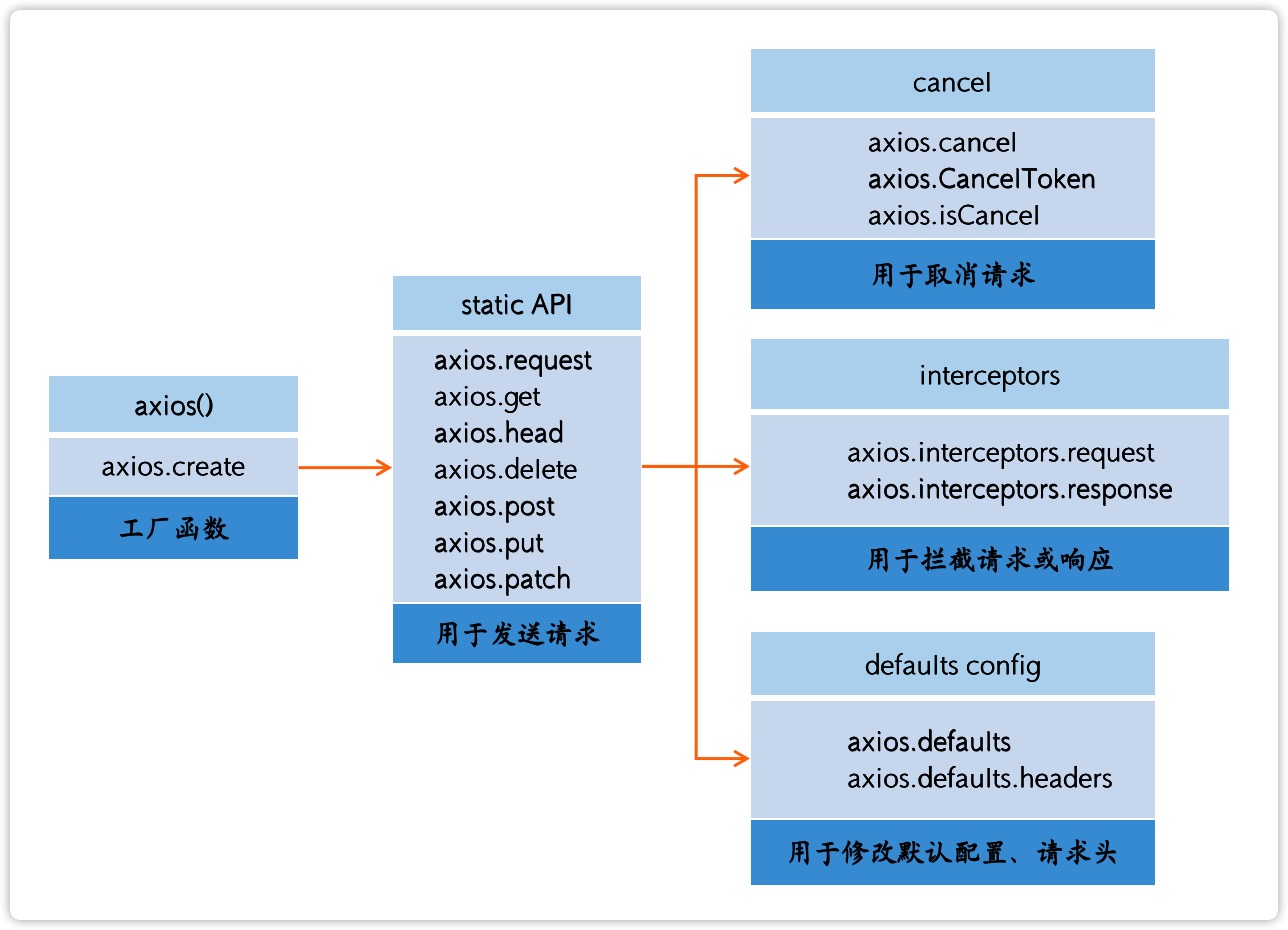 axios()
axios.create
工厂函数
static API
axios.request
axios.get
axios.head
axios.delete
axios.post
axios.put
axios.patch
用于发送请求
cancel
axios.cancel
axios.CancelToken
axios.isCancel
用于取消请求
interceptors
axios.interceptors.request
axios.interceptors.response
用于拦截请求或响应
defaults config
axios.defaults
axios.defaults.headers
用于修改默认配置、请求头